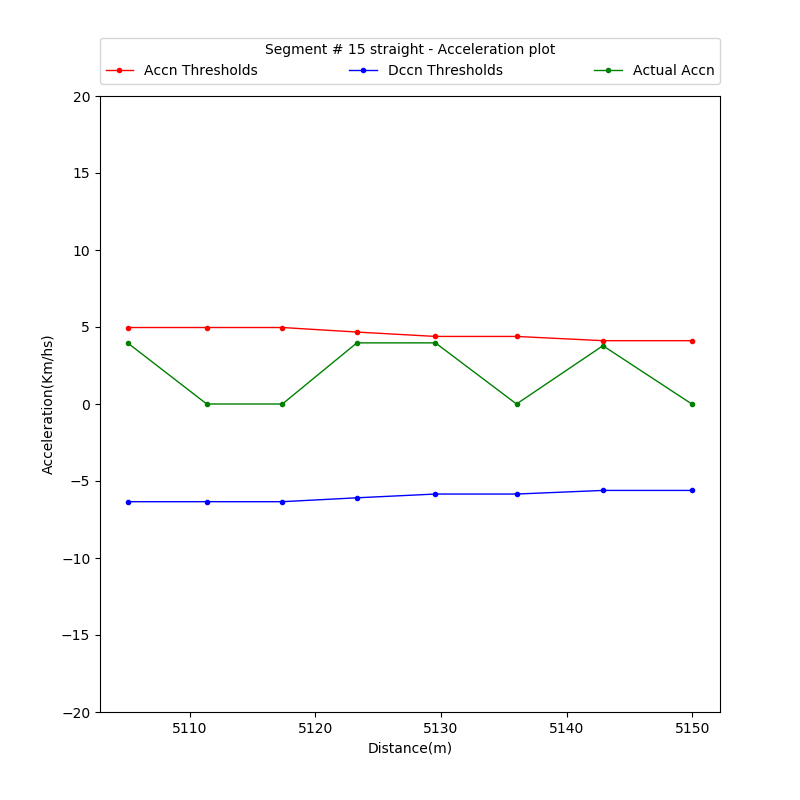 Segment # 15 straight - Acceleration plot
Accn Thresholds Dccn Thresholds Actual Accn
20
15
10
5
0
−5
−10
−15
−20
Acceleration(Km/hs)
5110 5120 5130 5140 5150
Distance(m)